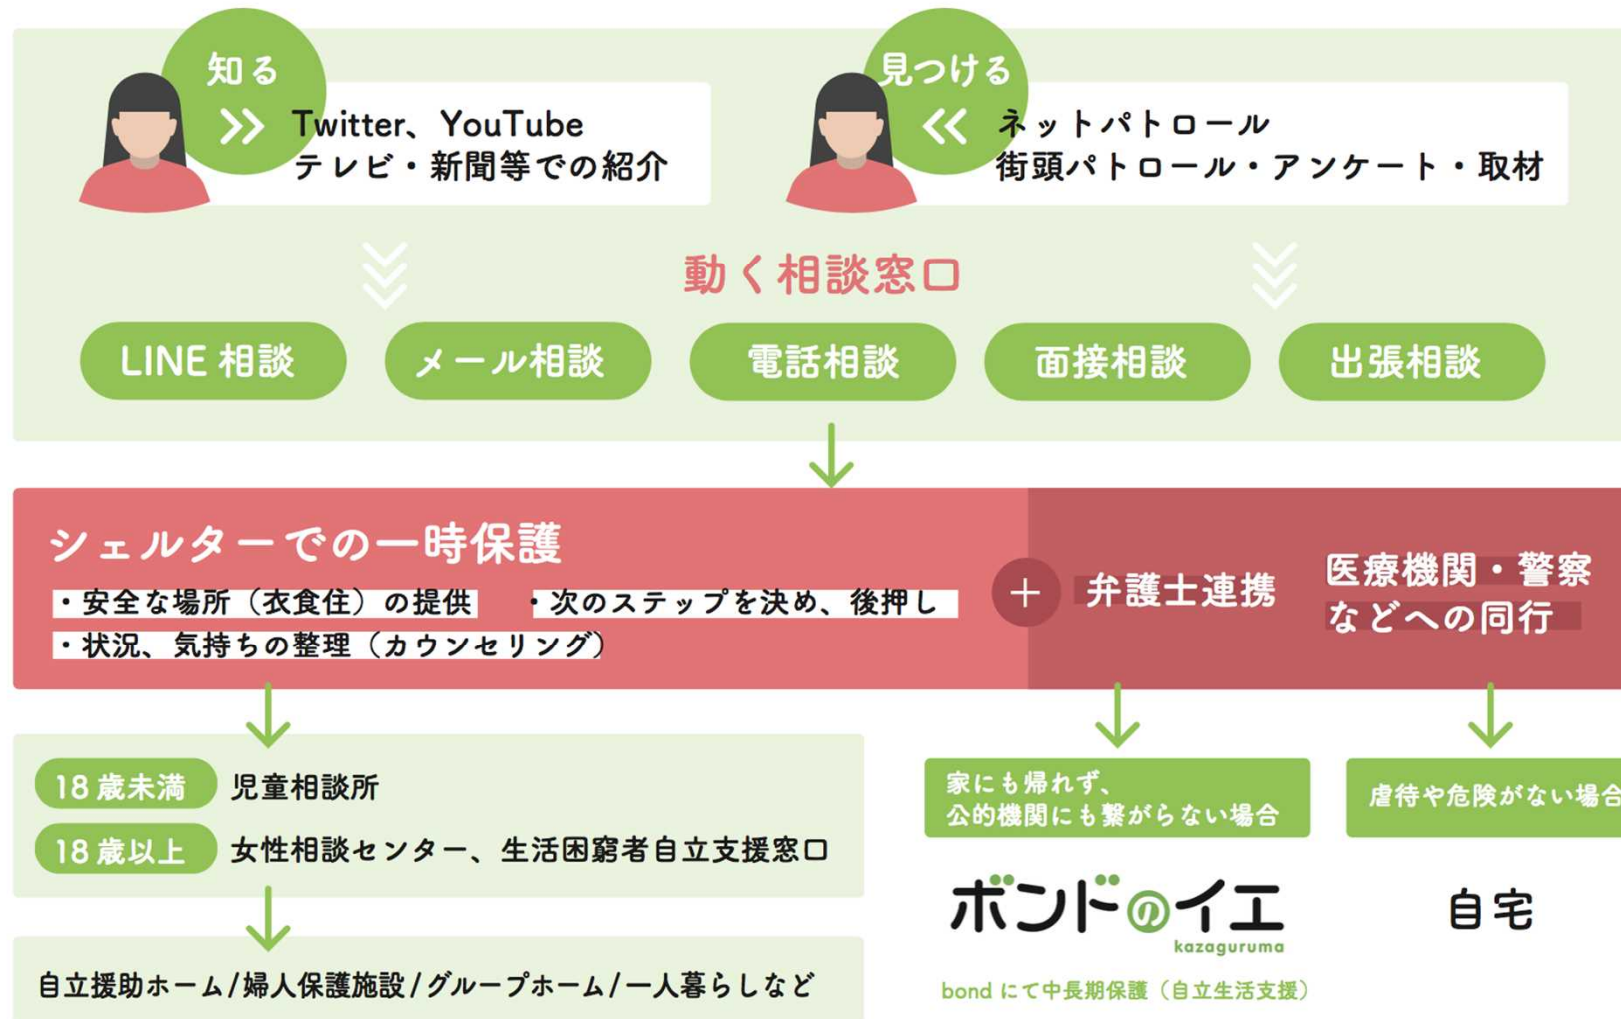 知る
Twitter、YouTube
テレビ・新聞等での紹介
見つける
ネットパトロール
街頭パトロール・アンケート・取材
動く相談窓口
LINE 相談
メール相談
電話相談
面接相談
出張相談
シェルターでの一時保護
・安全な場所（衣食住）の提供
・次のステップを決め、後押し
・状況、気持ちの整理（カウンセリング）
＋
弁護士連携
医療機関・警察
などへの同行
18 歳未満
児童相談所
18 歳以上
女性相談センター、生活困窮者自立支援窓口
自立援助ホーム/婦人保護施設/グループホーム/一人暮らしなど
家にも帰れず、
公的機関にも繋がらない場合
ボンドのイエ
kazaguruma
bond にて中長期保護（自立生活支援）
虐待や危険がない場合
自宅